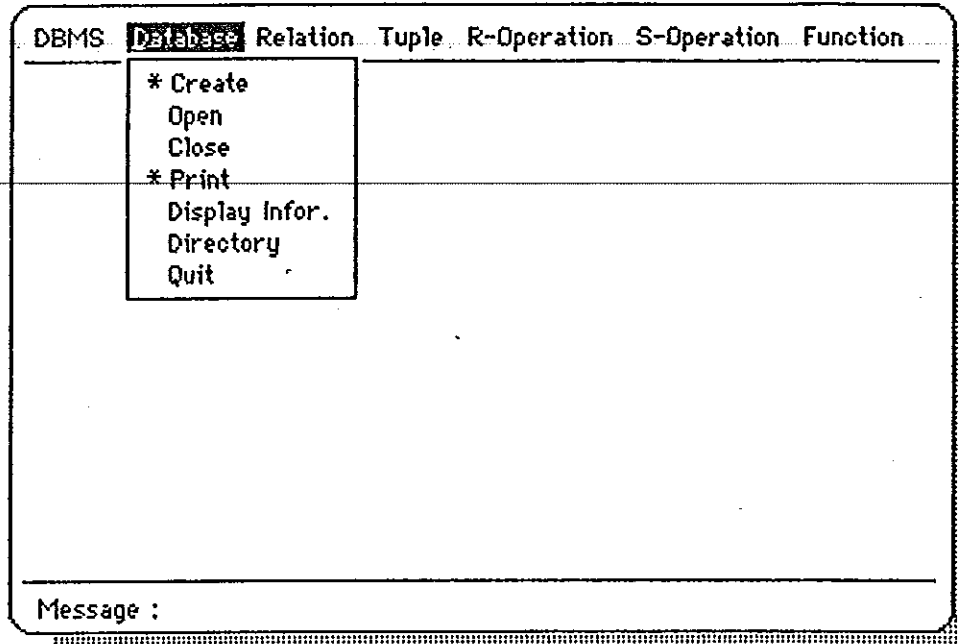 DBMS Database Relation Tuple R-Operation S-Operation Function
* Create
Open
Close
* Print
Display Infor.
Directory
Quit
Message :